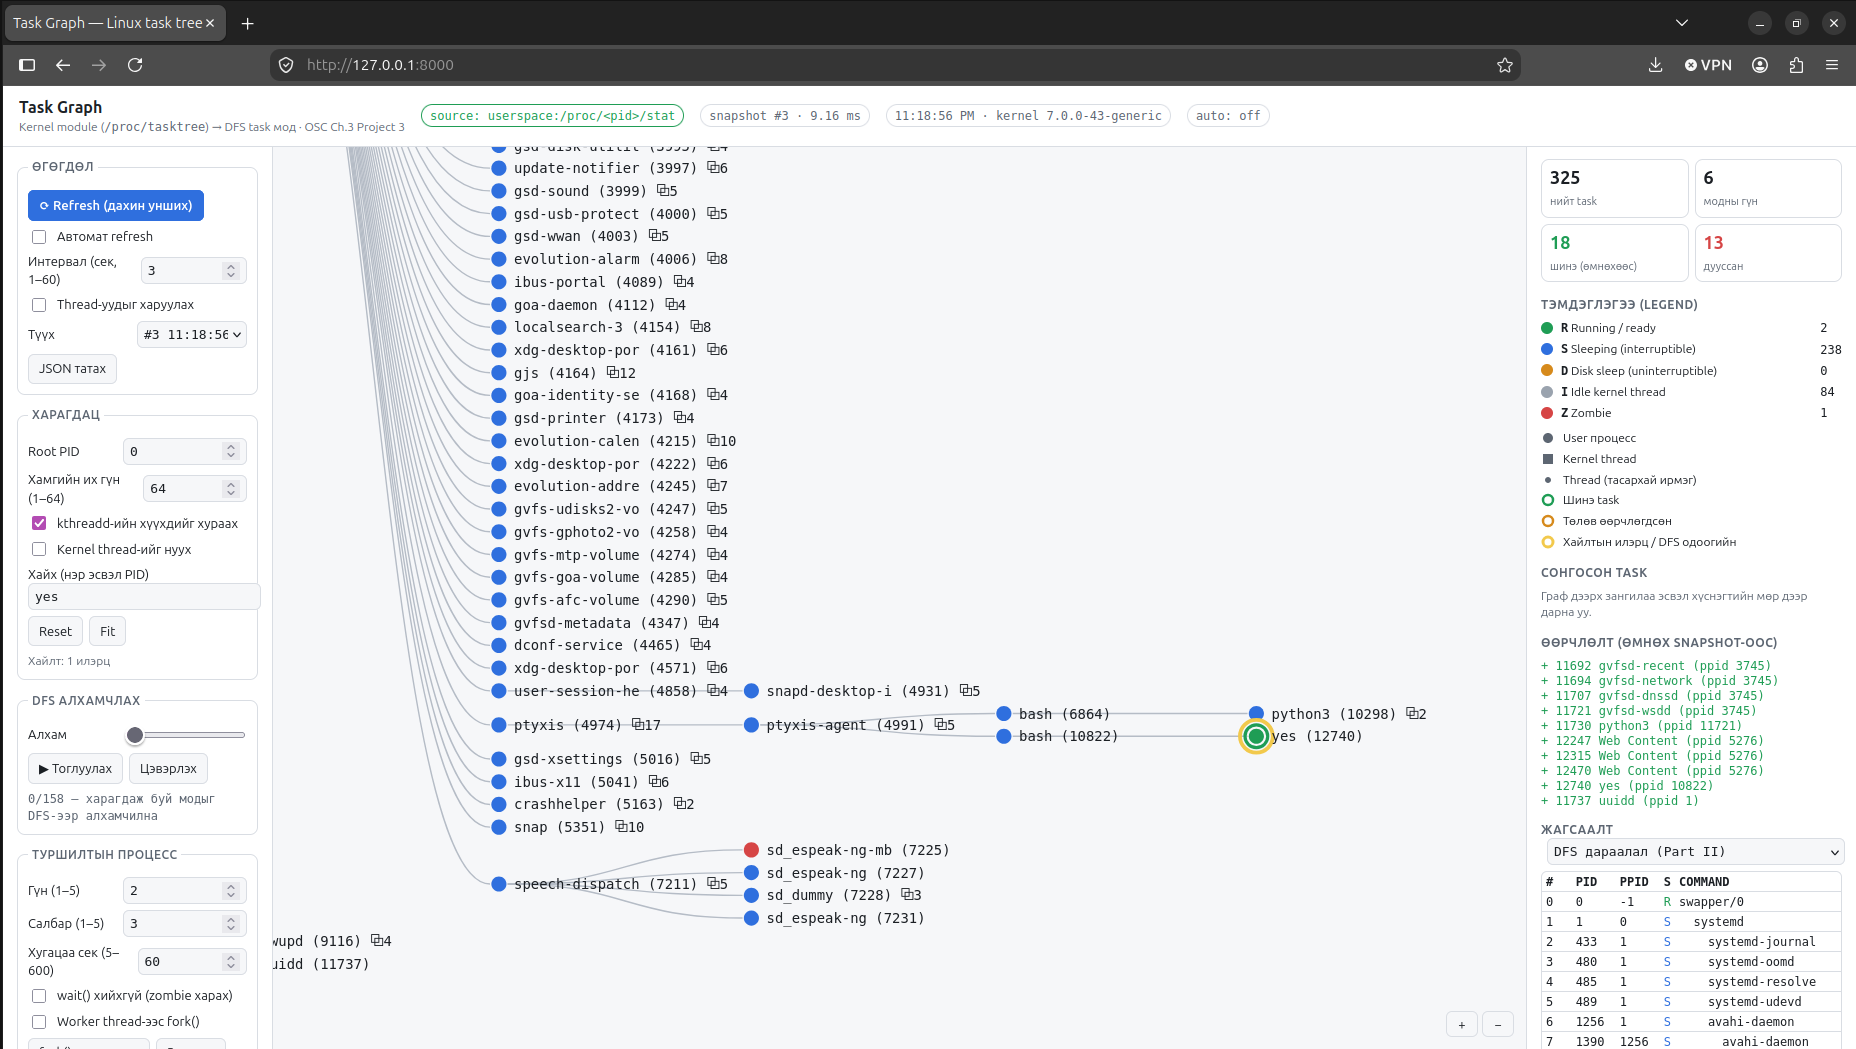 Task Graph — Linux task tree
http://127.0.0.1:8000
VPN
Task Graph
Kernel module (/proc/tasktree) → DFS task мод · OSC Ch.3 Project 3
source: userspace:/proc/<pid>/stat
snapshot #3 · 9.16 ms
11:18:56 PM · kernel 7.0.0-43-generic
auto: off
ӨГӨГДӨЛ
⟳ Refresh (дахин унших)
Автомат refresh
Интервал (сек, 1–60)
3
Thread-уудыг харуулах
Түүх
#3 11:18:56
JSON татах
ХАРАГДАЦ
Root PID
0
Хамгийн их гүн (1–64)
64
kthreadd-ийн хүүхдийг хураах
Kernel thread-ийг нуух
Хайх (нэр эсвэл PID)
yes
Reset
Fit
Хайлт: 1 илэрц
DFS АЛХАМЧЛАХ
Алхам
▶ Тоглуулах
Цэвэрлэх
0/158 — харагдаж буй модыг
DFS-ээр алхамчилна
ТУРШИЛТЫН ПРОЦЕСС
Гүн (1–5)
2
Салбар (1–5)
3
Хугацаа сек (5–600)
60
wait() хийхгүй (zombie харах)
Worker thread-ээс fork()
gsd-disk-utilit (3995) 4
update-notifier (3997) 6
gsd-sound (3999) 5
gsd-usb-protect (4000) 5
gsd-wwan (4003) 5
evolution-alarm (4006) 8
ibus-portal (4089) 4
goa-daemon (4112) 4
localsearch-3 (4154) 8
xdg-desktop-por (4161) 6
gjs (4164) 12
goa-identity-se (4168) 4
gsd-printer (4173) 4
evolution-calen (4215) 10
xdg-desktop-por (4222) 6
evolution-addre (4245) 7
gvfs-udisks2-vo (4247) 5
gvfs-gphoto2-vo (4258) 4
gvfs-mtp-volume (4274) 4
gvfs-goa-volume (4285) 4
gvfs-afc-volume (4290) 5
gvfsd-metadata (4347) 4
dconf-service (4465) 4
xdg-desktop-por (4571) 6
user-session-he (4858) 4
snapd-desktop-i (4931) 5
ptyxis (4974) 17
ptyxis-agent (4991) 5
bash (6864)
python3 (10298) 2
bash (10822)
yes (12740)
gsd-xsettings (5016) 5
ibus-x11 (5041) 6
crashhelper (5163) 2
snap (5351) 10
speech-dispatch (7211) 5
sd_espeak-ng-mb (7225)
sd_espeak-ng (7227)
sd_dummy (7228) 3
sd_espeak-ng (7231)
wupd (9116) 4
uidd (11737)
+
−
325
нийт task
6
модны гүн
18
шинэ (өмнөхөөс)
13
дууссан
ТЭМДЭГЛЭГЭЭ (LEGEND)
R Running / ready 2
S Sleeping (interruptible) 238
D Disk sleep (uninterruptible) 0
I Idle kernel thread 84
Z Zombie 1
User процесс
Kernel thread
Thread (тасархай ирмэг)
Шинэ task
Төлөв өөрчлөгдсөн
Хайлтын илэрц / DFS одоогийн
СОНГОСОН TASK
Граф дээрх зангилаа эсвэл хүснэгтийн мөр дээр
дарна уу.
ӨӨРЧЛӨЛТ (ӨМНӨХ SNAPSHOT-ООС)
+ 11692 gvfsd-recent (ppid 3745)
+ 11694 gvfsd-network (ppid 3745)
+ 11707 gvfsd-dnssd (ppid 3745)
+ 11721 gvfsd-wsdd (ppid 3745)
+ 11730 python3 (ppid 11721)
+ 12247 Web Content (ppid 5276)
+ 12315 Web Content (ppid 5276)
+ 12470 Web Content (ppid 5276)
+ 12740 yes (ppid 10822)
+ 11737 uuidd (ppid 1)
ЖАГСААЛТ
DFS дараалал (Part II)
# PID PPID S COMMAND
0 0 -1 R swapper/0
1 1 0 S systemd
2 433 1 S systemd-journal
3 480 1 S systemd-oomd
4 485 1 S systemd-resolve
5 489 1 S systemd-udevd
6 1256 1 S avahi-daemon
7 1390 1256 S avahi-daemon